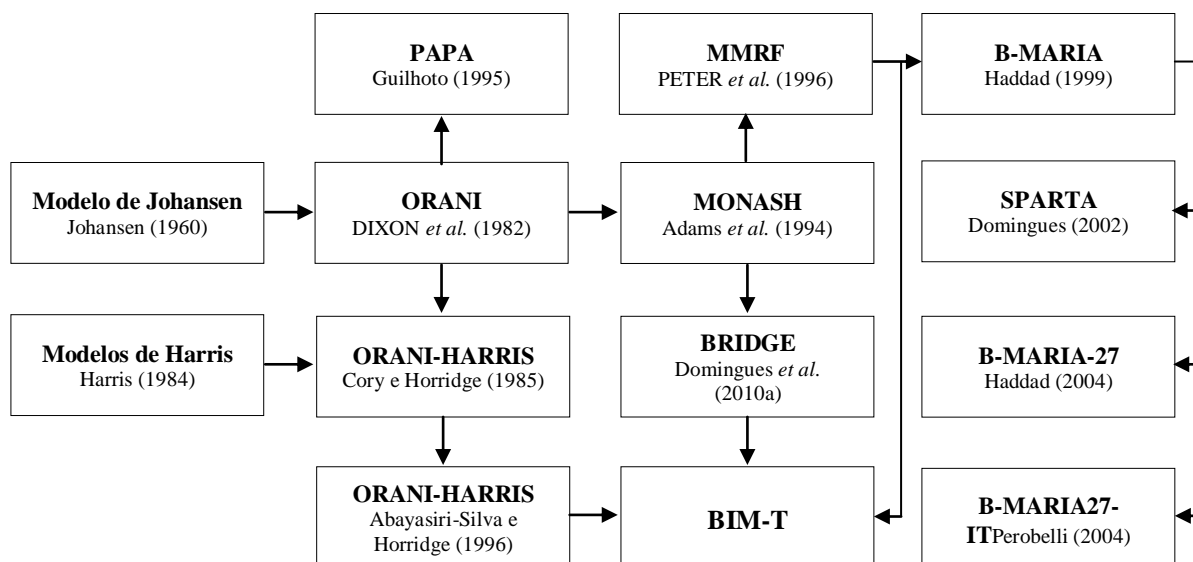 PAPA
Guilhoto (1995)
MMRF
PETER et al. (1996)
B-MARIA
Haddad (1999)
Modelo de Johansen
Johansen (1960)
ORANI
DIXON et al. (1982)
MONASH
Adams et al. (1994)
SPARTA
Domingues (2002)
Modelos de Harris
Harris (1984)
ORANI-HARRIS
Cory e Horridge (1985)
BRIDGE
Domingues et al.
(2010a)
B-MARIA-27
Haddad (2004)
ORANI-HARRIS
Abayasiri-Silva e
Horridge (1996)
BIM-T
B-MARIA27-
ITPerobelli (2004)